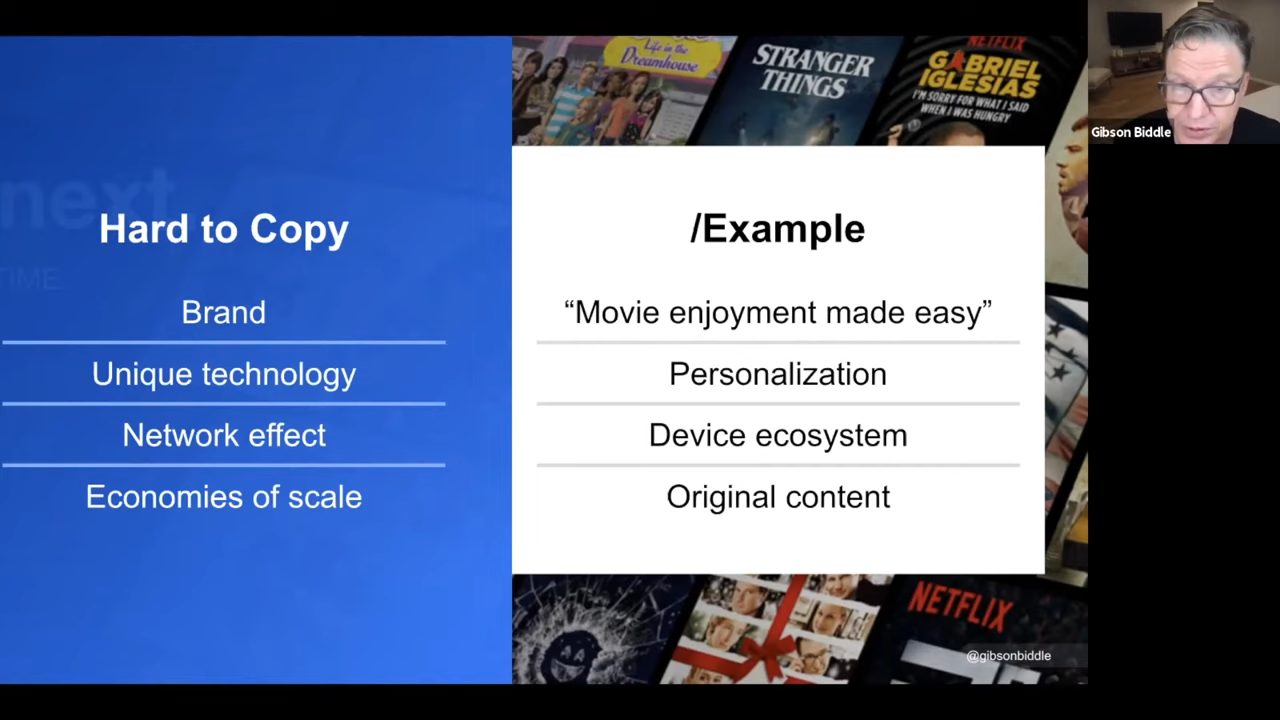 Life in the
Dreamhouse
STRANGER
THINGS
NETFLIX
GABRIEL
IGLESIAS
I'M SORRY FOR WHAT I SAID
WHEN I WAS HUNGRY
Gibson Biddle
next
TIME
Hard to Copy
/Example
Brand
“Movie enjoyment made easy”
Unique technology
Personalization
Network effect
Device ecosystem
Economies of scale
Original content
NETFLIX
@gibsonbiddle